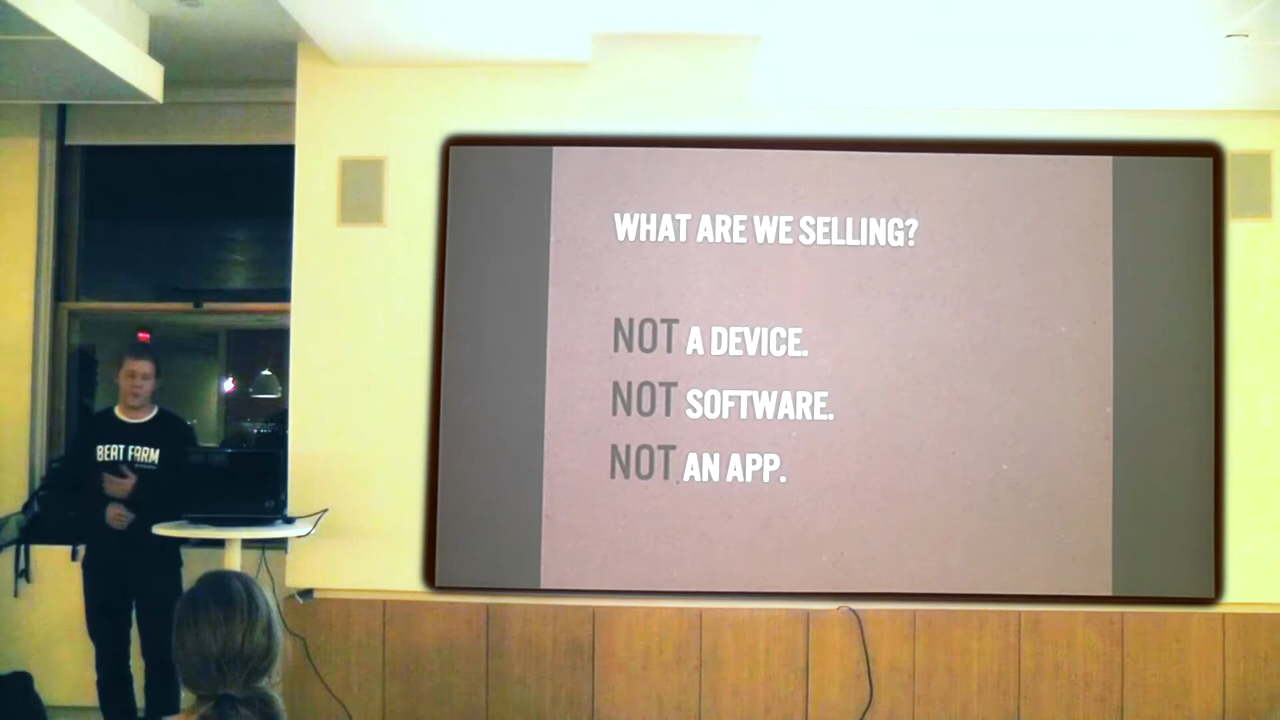 WHAT ARE WE SELLING?
NOT A DEVICE.
NOT SOFTWARE.
NOT AN APP.
BEAT FARM